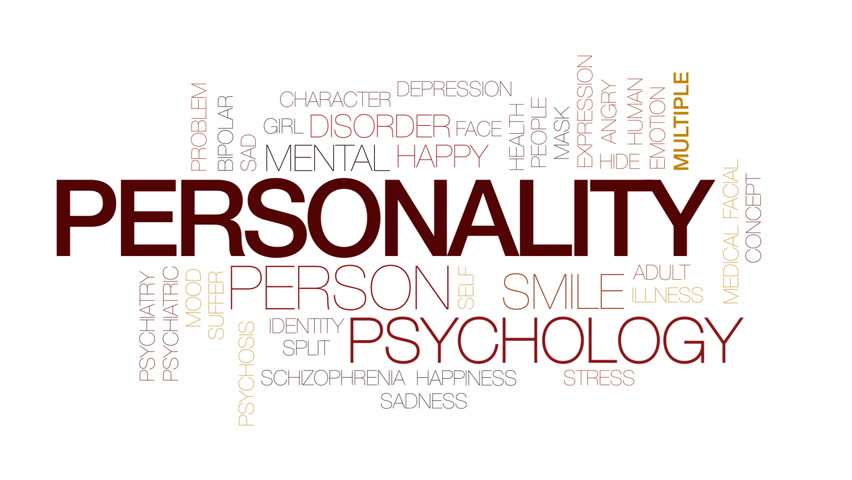 PROBLEM
BIPOLAR
SAD
CHARACTER
DEPRESSION
GIRL
DISORDER
FACE
MENTAL
HAPPY
HEALTH
PEOPLE
MASK
EXPRESSION
ANGRY
HIDE
HUMAN
EMOTION
MULTIPLE
PERSONALITY
MEDICAL
FACIAL
CONCEPT
PSYCHIATRY
PSYCHIATRIC
MOOD
SUFFER
PERSON
SELF
SMILE
ADULT
ILLNESS
PSYCHOSIS
IDENTITY
SPLIT
PSYCHOLOGY
SCHIZOPHRENIA
HAPPINESS
STRESS
SADNESS